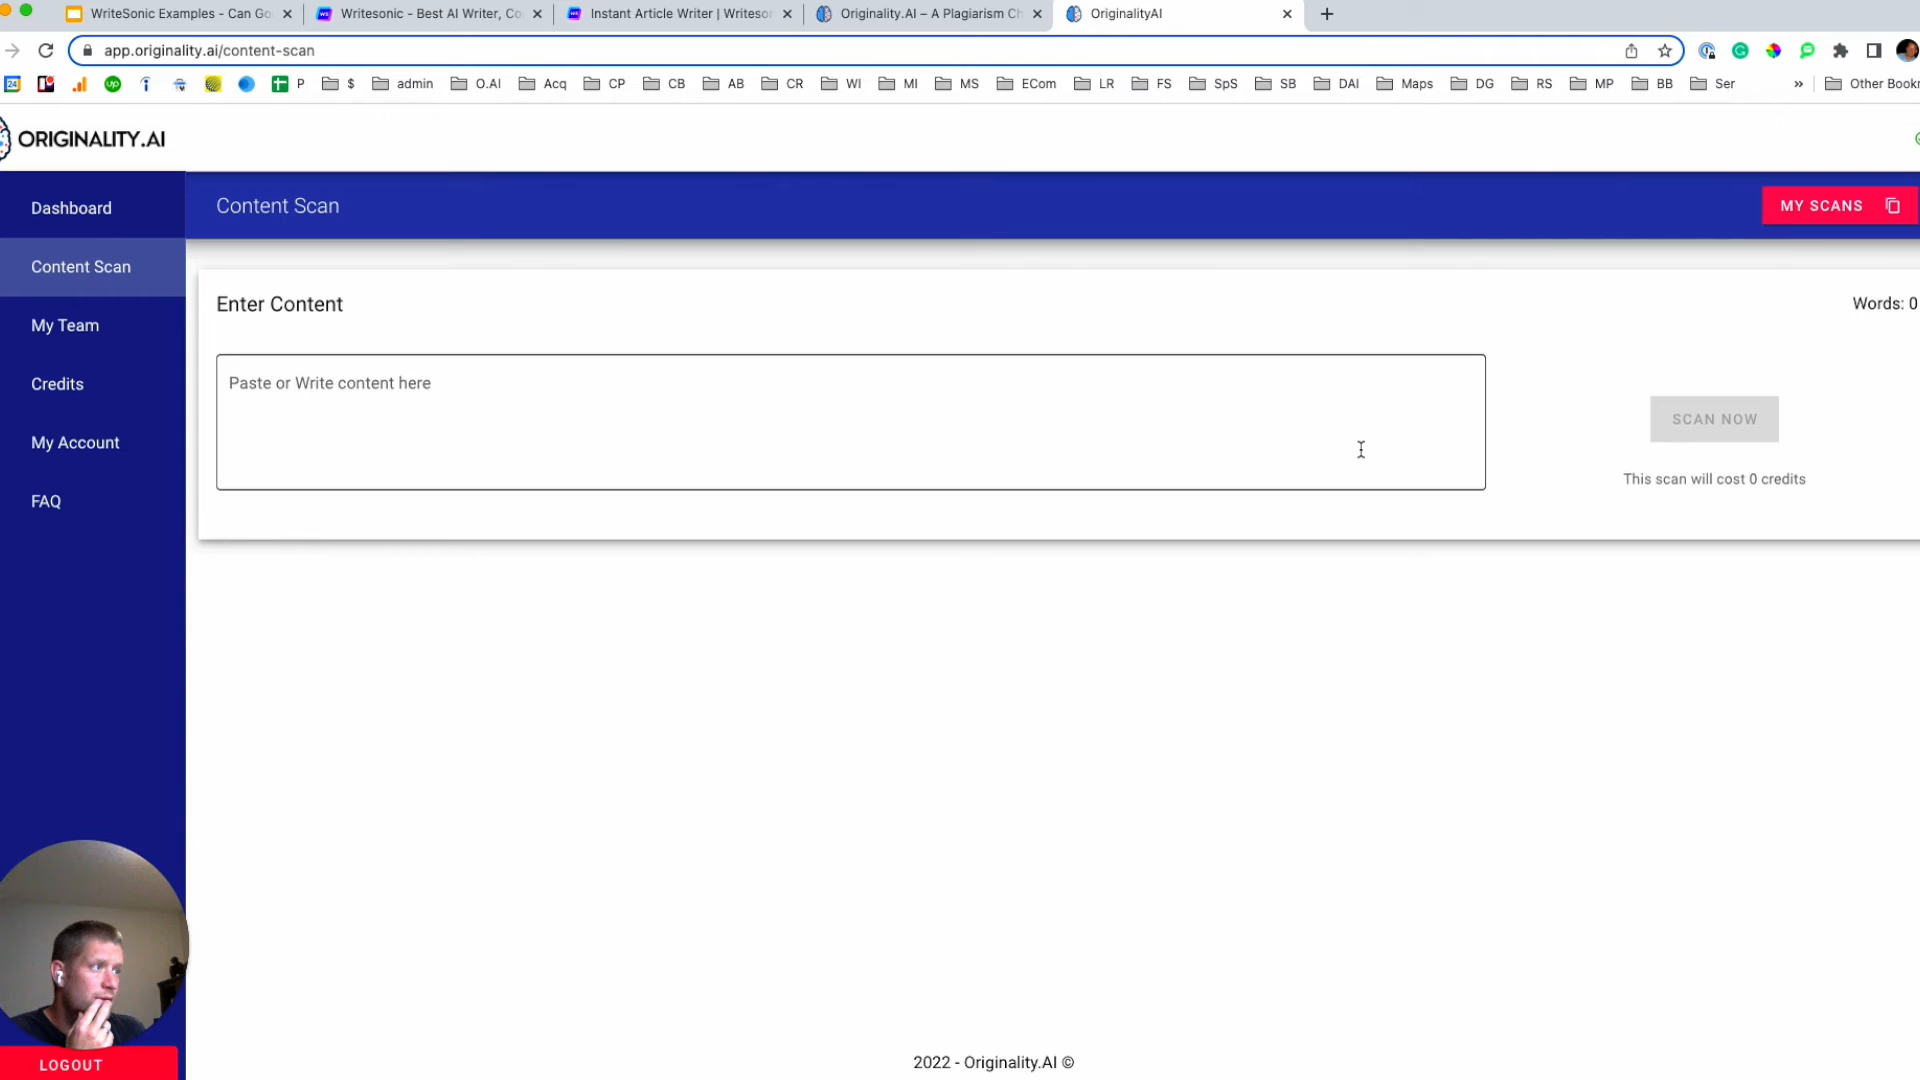 WriteSonic Examples - Can Go
Writesonic - Best AI Writer, Co
Instant Article Writer | Writeson
Originality.AI – A Plagiarism Ch
OriginalityAI
app.originality.ai/content-scan
24
up
P
$
admin
O.AI
Acq
CP
CB
AB
CR
WI
MI
MS
ECom
LR
FS
SpS
SB
DAI
Maps
DG
RS
MP
BB
Ser
»
Other Bookm
ORIGINALITY.AI
Dashboard
Content Scan
My Team
Credits
My Account
FAQ
LOGOUT
Content Scan
MY SCANS
Enter Content
Words: 0
Paste or Write content here
SCAN NOW
This scan will cost 0 credits
2022 - Originality.AI ©